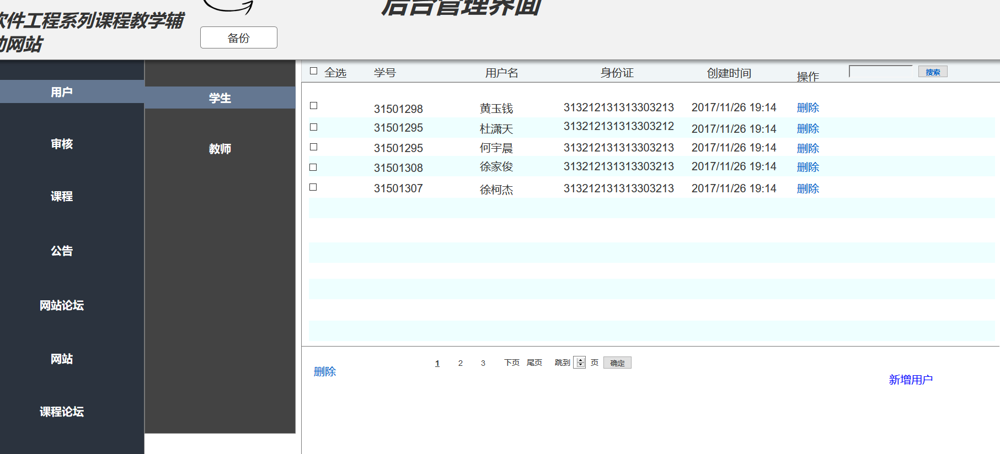 后台管理界面
软件工程系列课程教学辅
助网站
备份
用户
审核
课程
公告
网站论坛
网站
课程论坛
学生
教师
全选 学号 用户名 身份证 创建时间 操作 搜索
31501298 黄玉钱 313212131313303213 2017/11/26 19:14 删除
31501295 杜潇天 313212131313303212 2017/11/26 19:14 删除
31501295 何宇晨 313212131313303213 2017/11/26 19:14 删除
31501308 徐家俊 313212131313303213 2017/11/26 19:14 删除
31501307 徐柯杰 313212131313303213 2017/11/26 19:14 删除
删除 1 2 3 下页 尾页 跳到 页 确定
新增用户